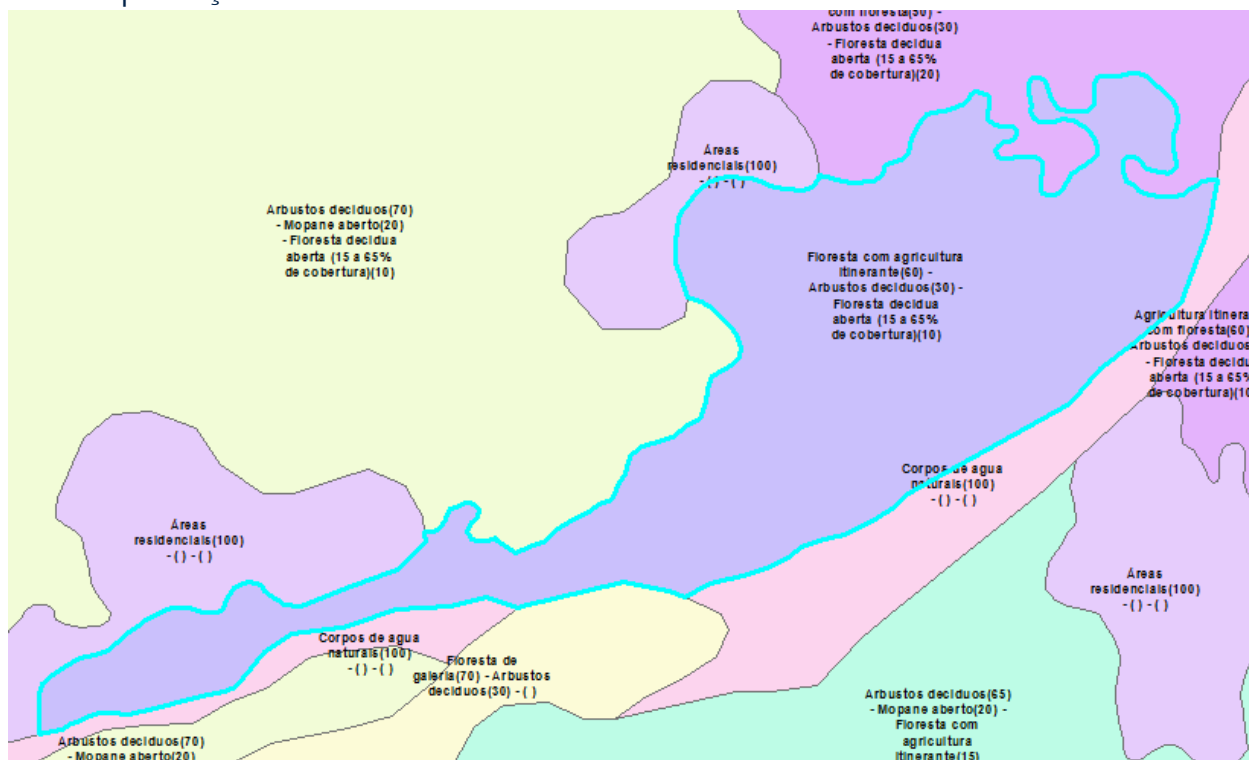 com floresta(50) -
Arbustos deciduos(30)
- Floresta decidua
aberta (15 a 65%
de cobertura)(20)
Áreas
residenciais(100)
- ( ) - ( )
Arbustos deciduos(70)
- Mopane aberto(20)
- Floresta decidua
aberta (15 a 65%
de cobertura)(10)
Floresta com agricultura
itinerante(60) -
Arbustos deciduos(30) -
Floresta decidua
aberta (15 a 65%
de cobertura)(10)
Agricultura itinera
com floresta(60)
Arbustos deciduos
- Floresta decidu
aberta (15 a 65%
de cobertura)(10
Corpos de agua
naturais(100)
- ( ) - ( )
Áreas
residenciais(100)
- ( ) - ( )
Áreas
residenciais(100)
- ( ) - ( )
Corpos de agua
naturais(100)
- ( ) - ( )
Floresta de
galeria(70) - Arbustos
deciduos(30) - ( )
Arbustos deciduos(65)
- Mopane aberto(20) -
Floresta com
agricultura
itinerante(15)
Arbustos deciduos(70)
- Mopane aberto(20)